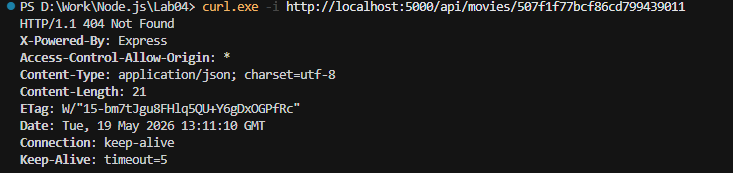 PS D:\Work\Node.js\Lab04> curl.exe -i http://localhost:5000/api/movies/507f1f77bcf86cd799439011
HTTP/1.1 404 Not Found
X-Powered-By: Express
Access-Control-Allow-Origin: *
Content-Type: application/json; charset=utf-8
Content-Length: 21
ETag: W/"15-bm7tJgu8FHlq5QU+Y6gDxOGPfRc"
Date: Tue, 19 May 2026 13:11:10 GMT
Connection: keep-alive
Keep-Alive: timeout=5